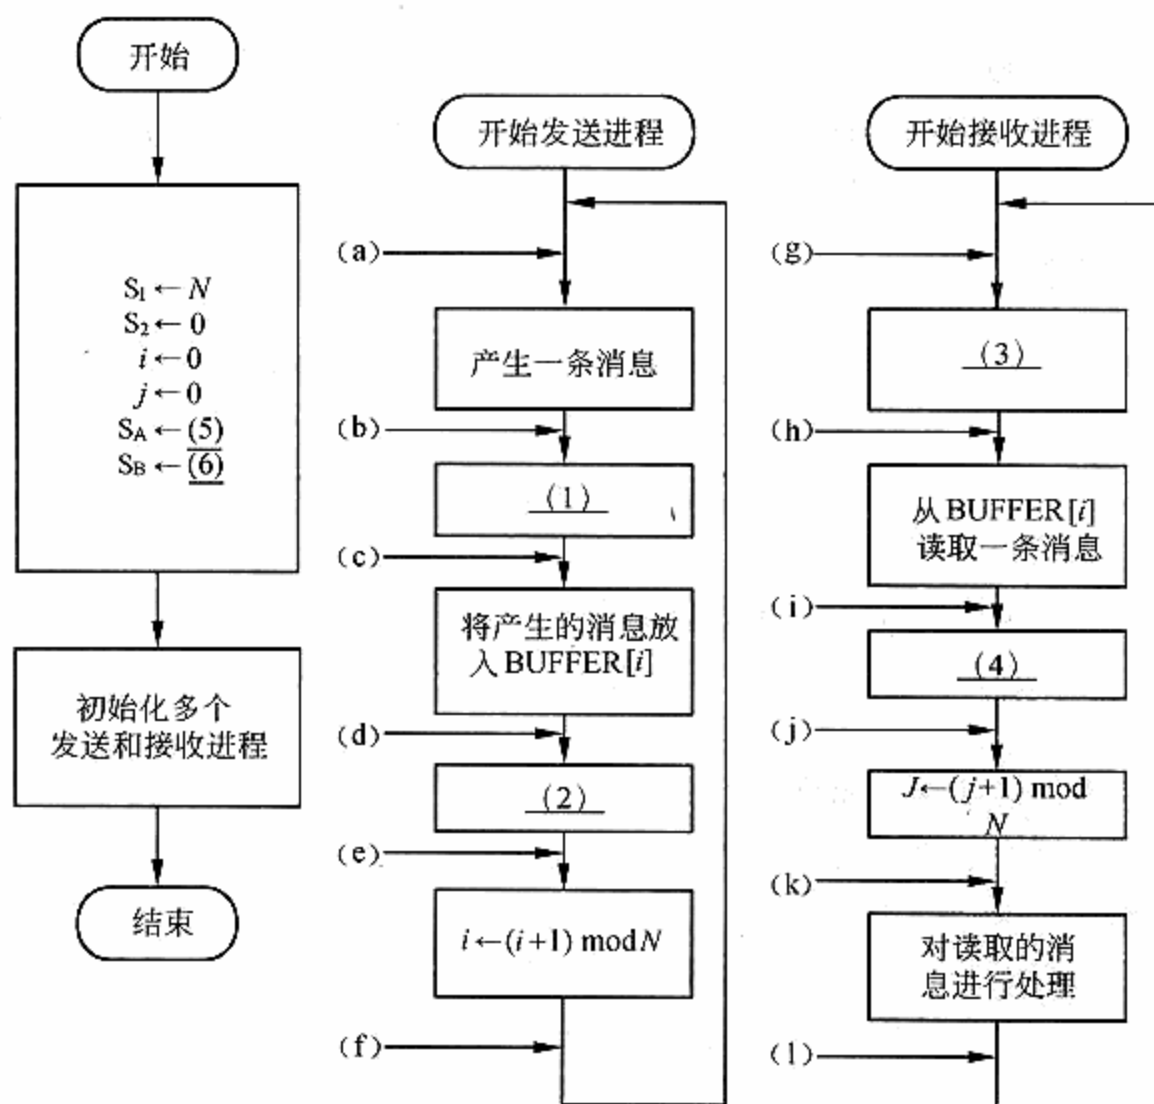 开始
S₁←N
S₂←0
i←0
j←0
S_A←(5)
S_B←(6)
初始化多个
发送和接收进程
结束
开始发送进程
(a)
产生一条消息
(b)
(1)
(c)
将产生的消息放
入BUFFER[i]
(d)
(2)
(e)
i←(i+1) mod N
(f)
开始接收进程
(g)
(3)
(h)
从BUFFER[i]
读取一条消息
(i)
(4)
(j)
J←(j+1) mod
N
(k)
对读取的消
息进行处理
(l)